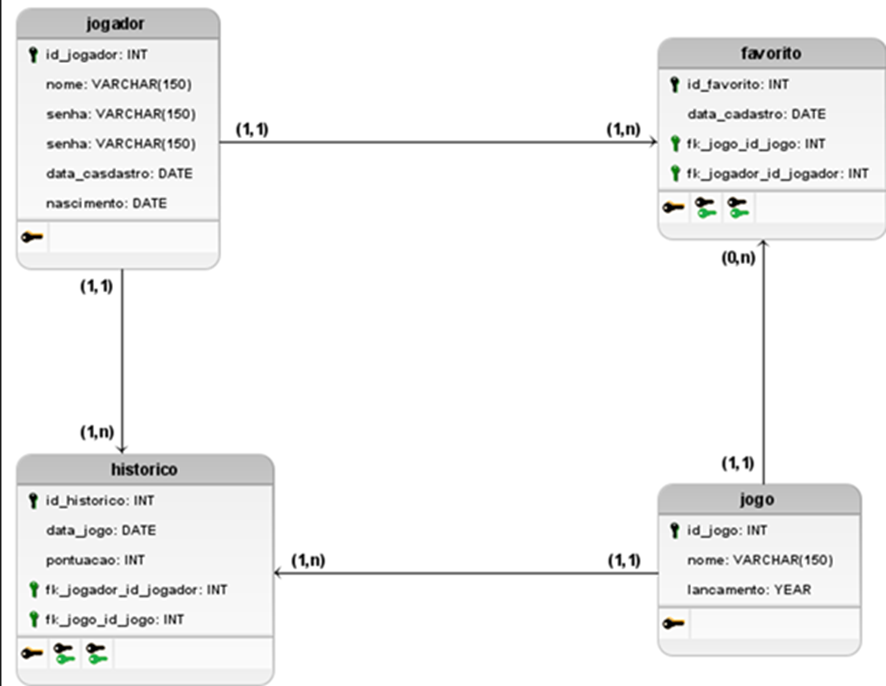 jogador
id_jogador: INT
nome: VARCHAR(150)
senha: VARCHAR(150)
senha: VARCHAR(150)
data_casdastro: DATE
nascimento: DATE
(1,1)
(1,n)
favorito
id_favorito: INT
data_cadastro: DATE
fk_jogo_id_jogo: INT
fk_jogador_id_jogador: INT
(1,1)
(0,n)
(1,n)
(1,1)
historico
id_historico: INT
data_jogo: DATE
pontuacao: INT
fk_jogador_id_jogador: INT
fk_jogo_id_jogo: INT
(1,n)
(1,1)
jogo
id_jogo: INT
nome: VARCHAR(150)
lancamento: YEAR